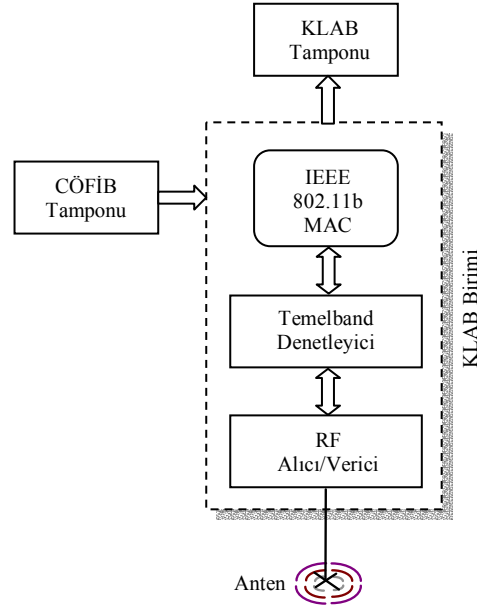 KLAB
Tamponu
CÖFİB
Tamponu
IEEE
802.11b
MAC
Temelband
Denetleyici
RF
Alıcı/Verici
KLAB Birimi
Anten